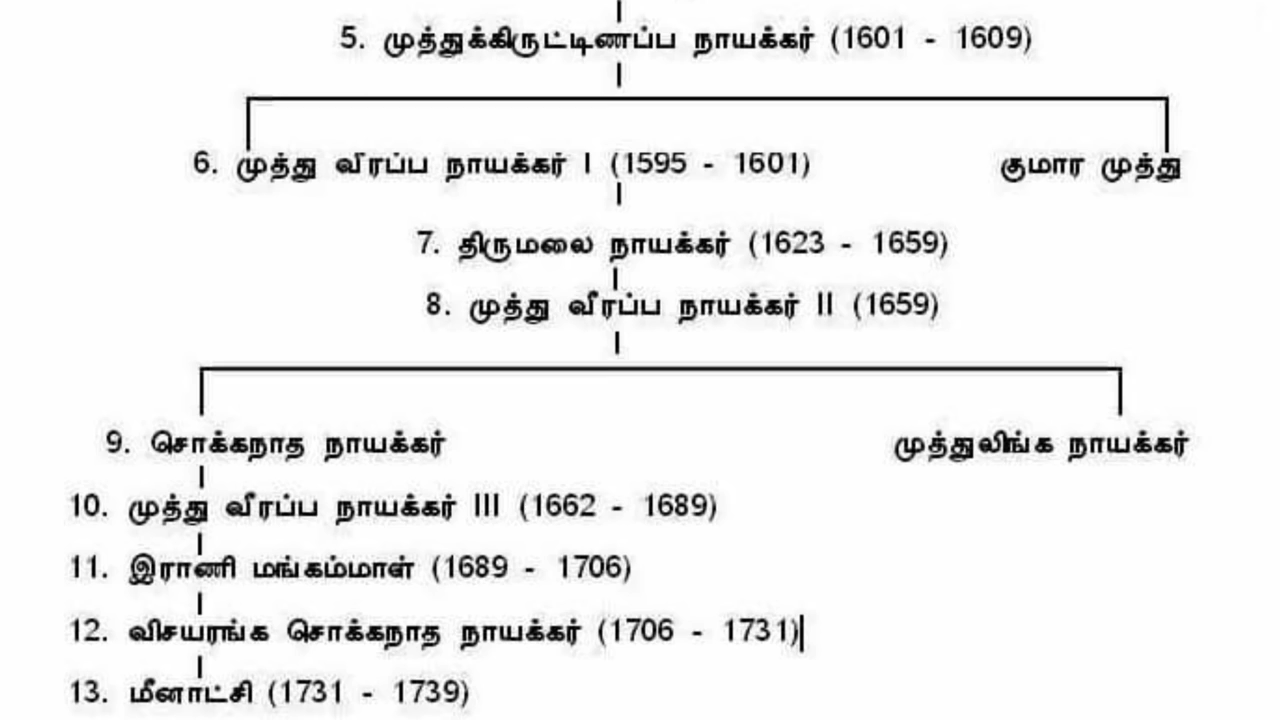 5. முத்துக்கிருட்டிணப்ப நாயக்கர் (1601 - 1609)
6. முத்து வீரப்ப நாயக்கர் I (1595 - 1601) குமார முத்து
7. திருமலை நாயக்கர் (1623 - 1659)
8. முத்து வீரப்ப நாயக்கர் II (1659)
9. சொக்கநாத நாயக்கர் முத்துலிங்க நாயக்கர்
10. முத்து வீரப்ப நாயக்கர் III (1662 - 1689)
11. இராணி மங்கம்மாள் (1689 - 1706)
12. விசயரங்க சொக்கநாத நாயக்கர் (1706 - 1731)
13. மீனாட்சி (1731 - 1739)